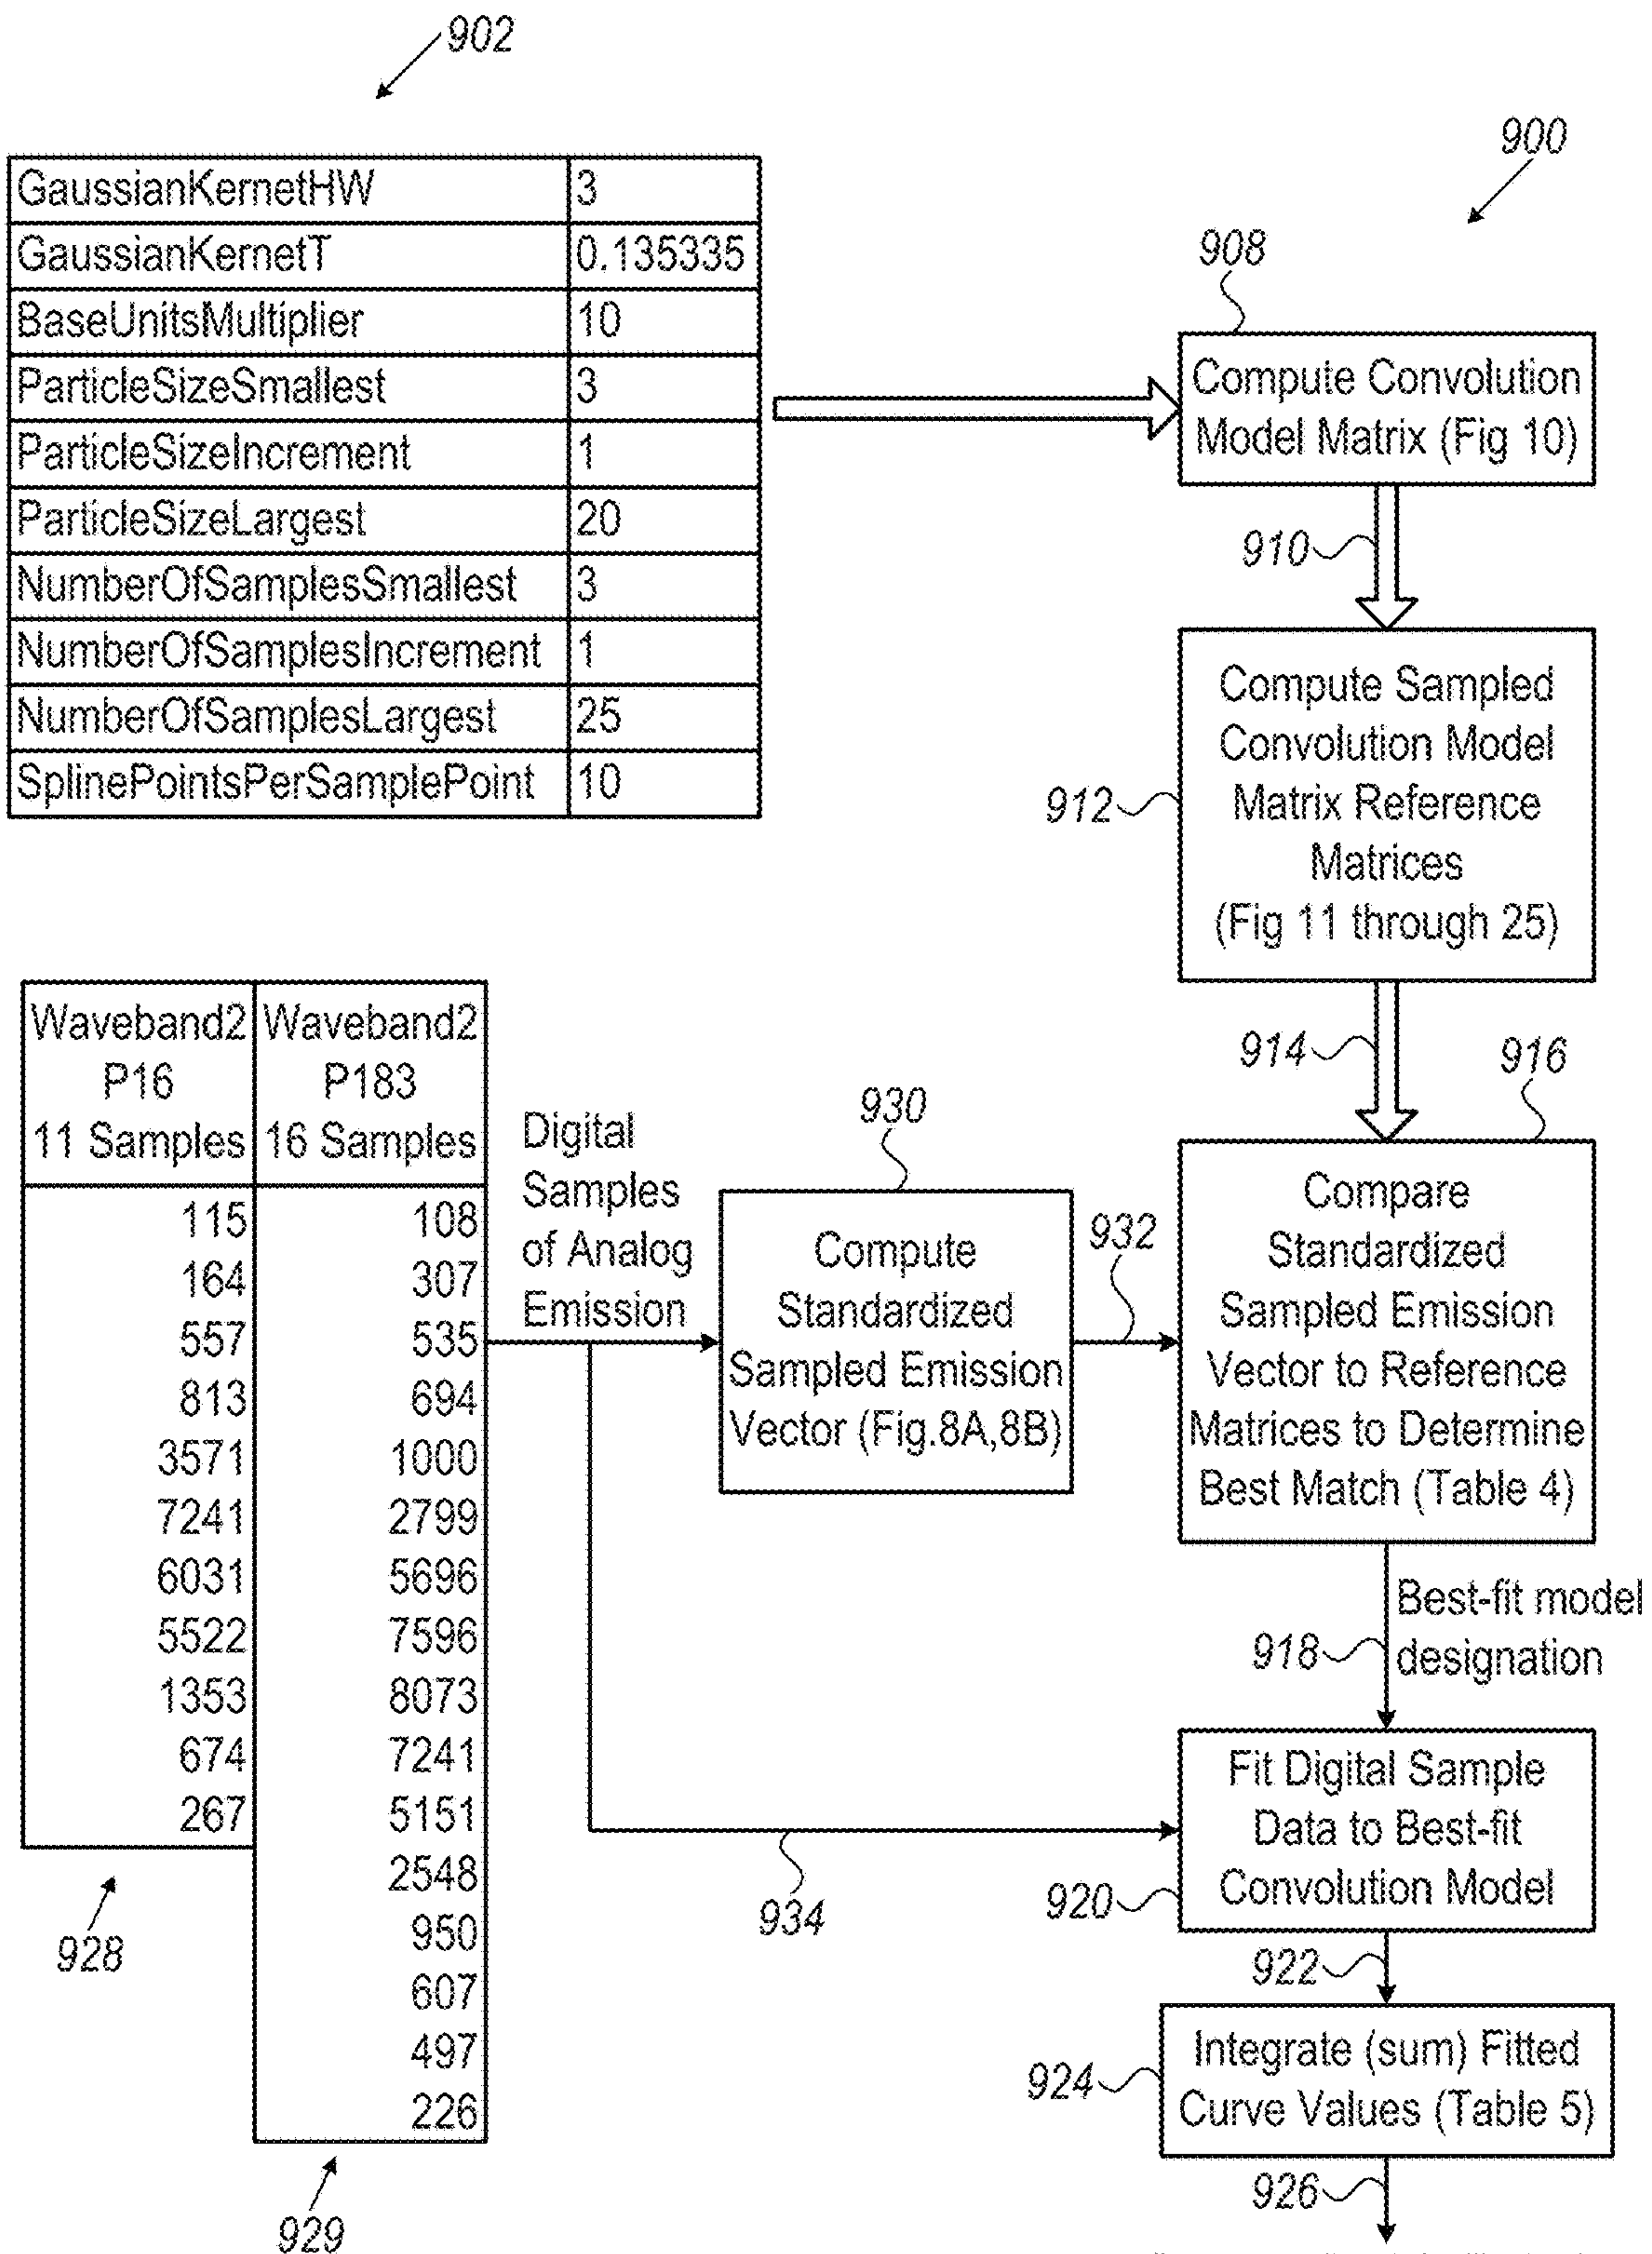 902
900
GaussianKernetHW 3
GaussianKernetT 0.135335
BaseUnitsMultiplier 10
ParticleSizeSmallest 3
ParticleSizeIncrement 1
ParticleSizeLargest 20
NumberOfSamplesSmallest 3
NumberOfSamplesIncrement 1
NumberOfSamplesLargest 25
SplinePointsPerSamplePoint 10
908
Compute Convolution
Model Matrix (Fig 10)
910
912
Compute Sampled
Convolution Model
Matrix Reference
Matrices
(Fig 11 through 25)
914
916
Waveband2 Waveband2
P16 P183
11 Samples 16 Samples
115 108
164 307
557 535
813 694
3571 1000
7241 2799
6031 5696
5522 7596
1353 8073
674 7241
267 5151
2548
950
607
497
226
928
929
Digital
Samples
of Analog
Emission
930
Compute
Standardized
Sampled Emission
Vector (Fig.8A,8B)
932
Compare
Standardized
Sampled Emission
Vector to Reference
Matrices to Determine
Best Match (Table 4)
918
Best-fit model
designation
934
920
Fit Digital Sample
Data to Best-fit
Convolution Model
922
924
Integrate (sum) Fitted
Curve Values (Table 5)
926